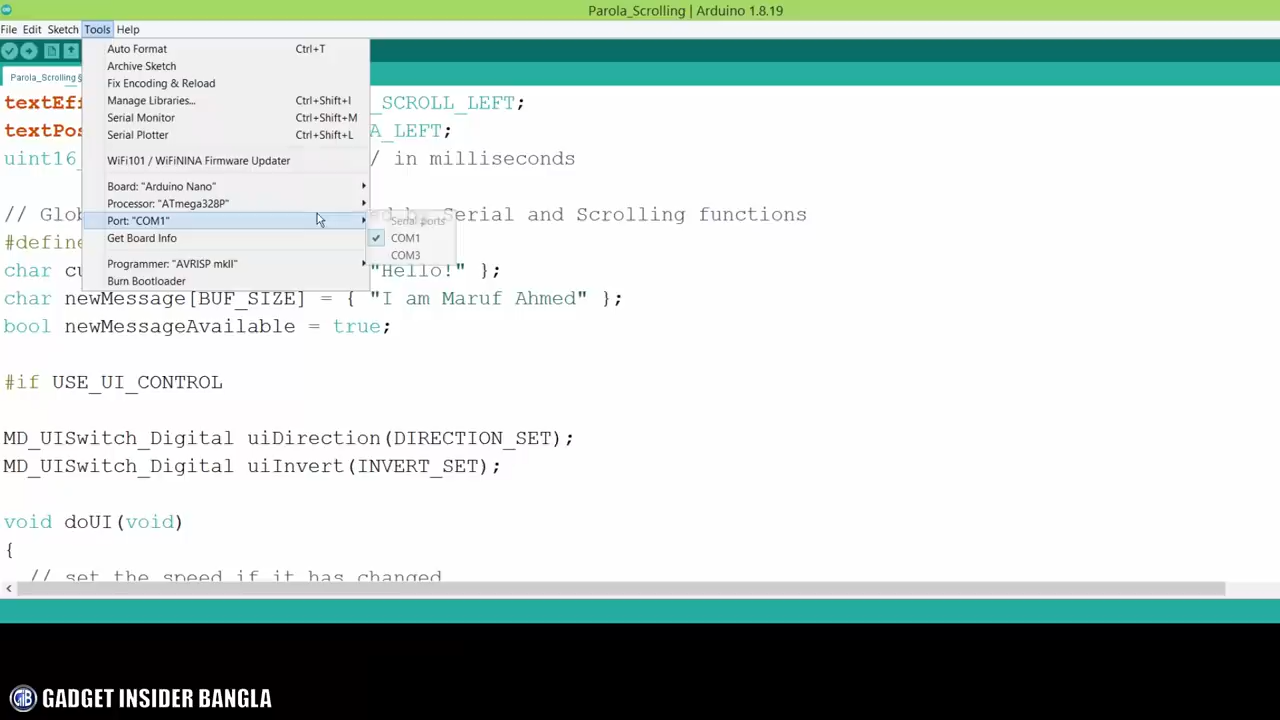 Parola_Scrolling | Arduino 1.8.19
File Edit Sketch Tools Help
Parola_Scrolling §
Auto Format Ctrl+T
Archive Sketch
Fix Encoding & Reload
Manage Libraries... Ctrl+Shift+I
Serial Monitor Ctrl+Shift+M
Serial Plotter Ctrl+Shift+L
WiFi101 / WiFiNINA Firmware Updater
Board: "Arduino Nano"
Processor: "ATmega328P"
Port: "COM1"
Get Board Info
Programmer: "AVRISP mkII"
Burn Bootloader
Serial ports
COM1
COM3
_SCROLL_LEFT;
A_LEFT;
uint16_ / in milliseconds
// Glob by Serial and Scrolling functions
#define
char cu "Hello!" };
char newMessage[BUF_SIZE] = { "I am Maruf Ahmed" };
bool newMessageAvailable = true;
#if USE_UI_CONTROL
MD_UISwitch_Digital uiDirection(DIRECTION_SET);
MD_UISwitch_Digital uiInvert(INVERT_SET);
void doUI(void)
{
// set the speed if it has changed
GIB GADGET INSIDER BANGLA